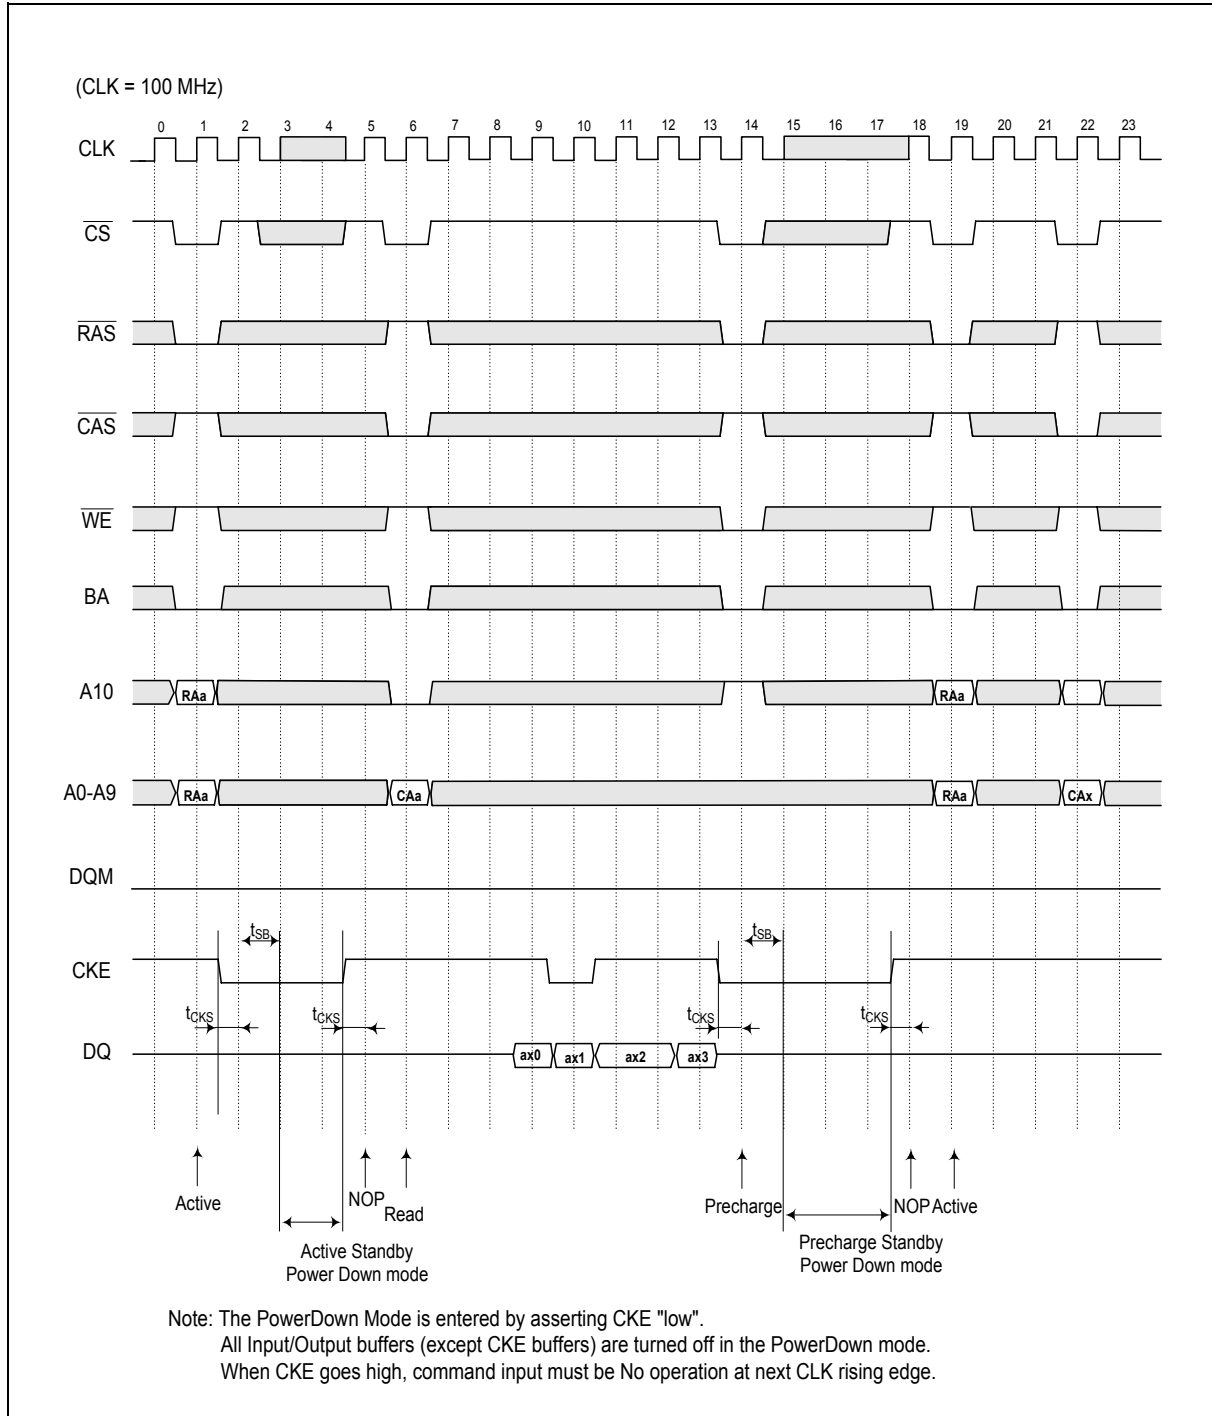 (CLK = 100 MHz)
0 1 2 3 4 5 6 7 8 9 10 11 12 13 14 15 16 17 18 19 20 21 22 23
CLK
CS
RAS
CAS
WE
BA
A10 RAa RAa
A0-A9 RAa CAa RAa CAx
DQM
tSB tSB
CKE
tCKS tCKS tCKS tCKS
DQ ax0 ax1 ax2 ax3
Active NOP Read Precharge NOP Active
Active Standby
Power Down mode
Precharge Standby
Power Down mode
Note: The PowerDown Mode is entered by asserting CKE "low".
All Input/Output buffers (except CKE buffers) are turned off in the PowerDown mode.
When CKE goes high, command input must be No operation at next CLK rising edge.